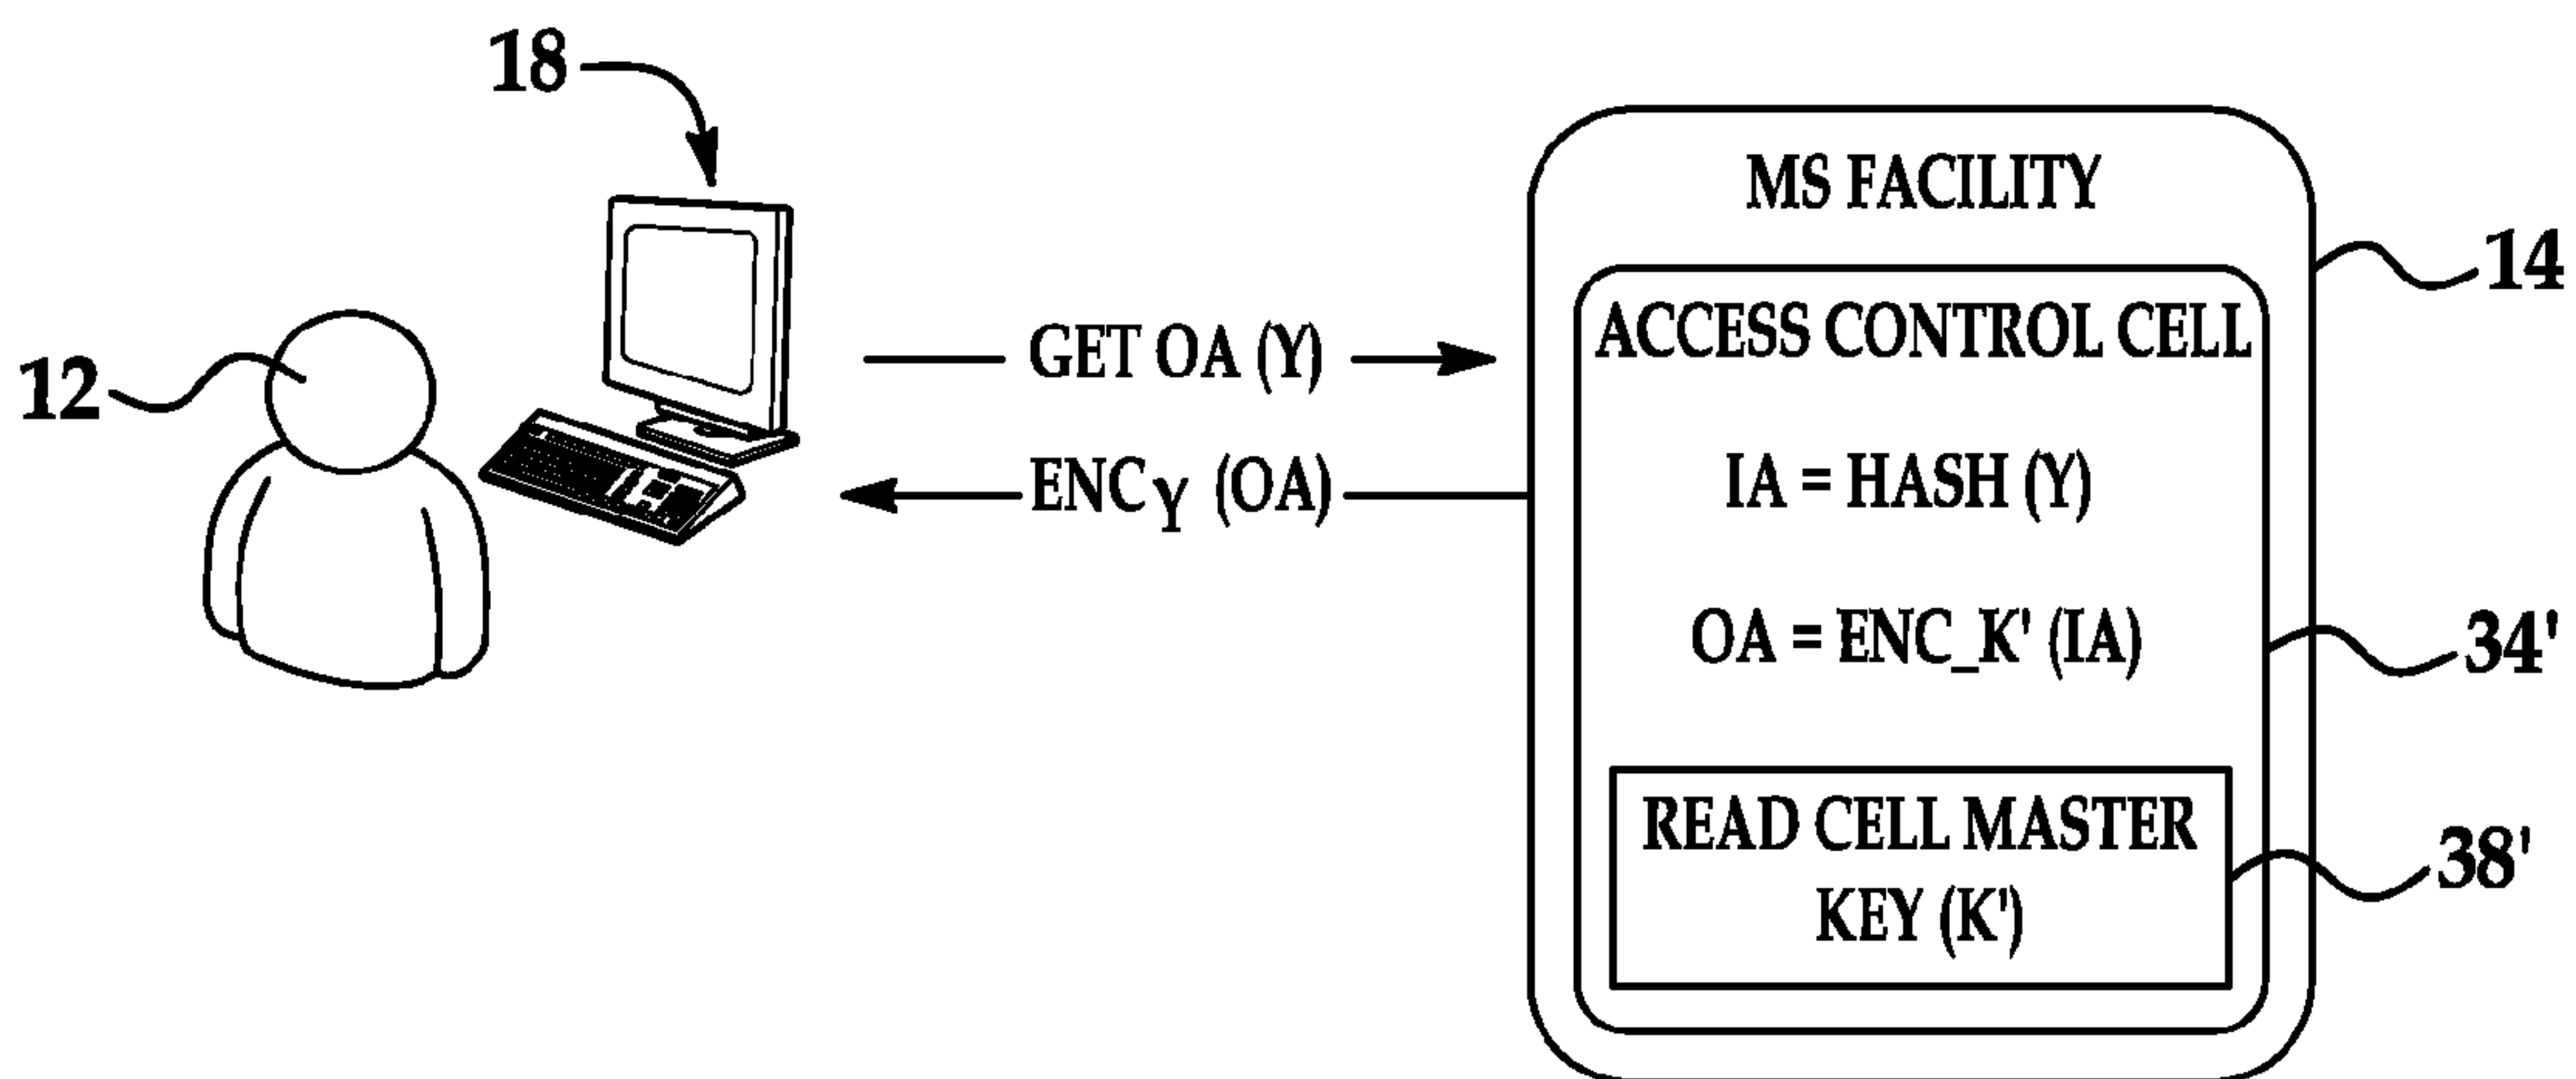 18
MS FACILITY
14
ACCESS CONTROL CELL
GET OA (Y)
12
IA = HASH (Y)
ENC Y (OA)
OA = ENC_K' (IA)
34'
READ CELL MASTER
KEY (K')
38'